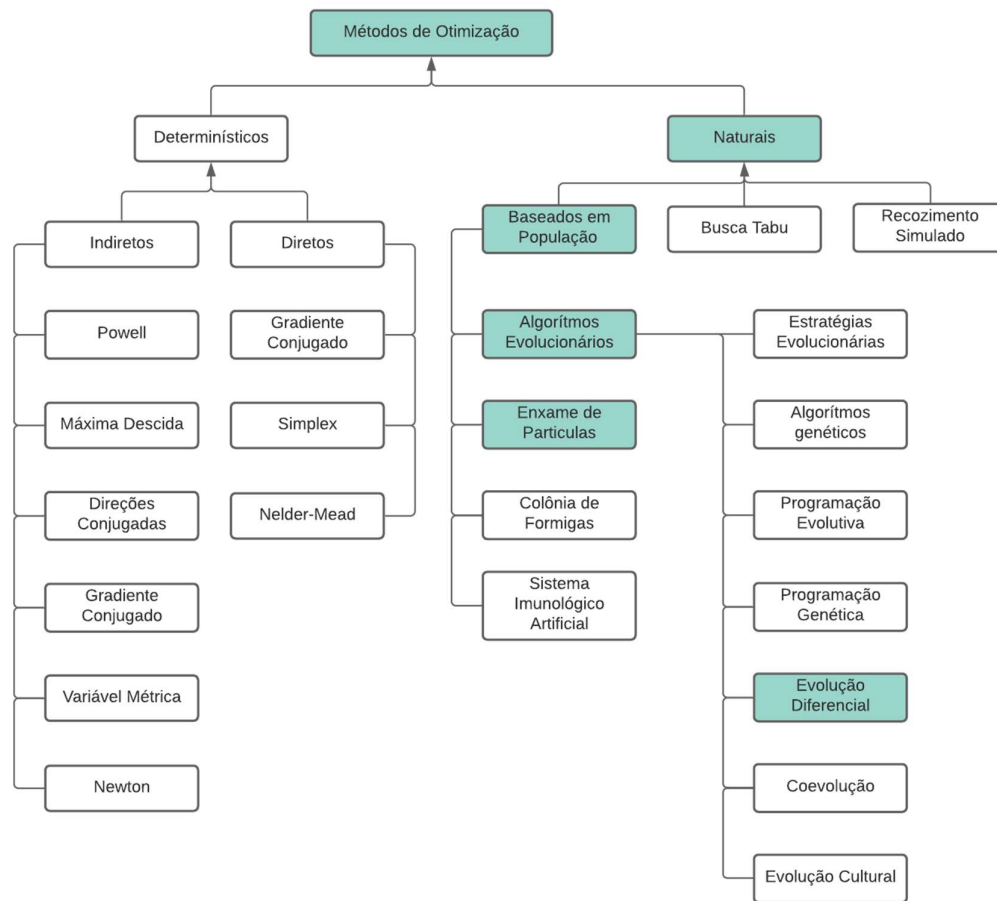 Métodos de Otimização
Determinísticos
Naturais
Indiretos
Diretos
Baseados em
População
Busca Tabu
Recozimento
Simulado
Powell
Gradiente
Conjugado
Algorítmos
Evolucionários
Estratégias
Evolucionárias
Máxima Descida
Simplex
Enxame de
Particulas
Algorítmos
genéticos
Direções
Conjugadas
Nelder-Mead
Colônia de
Formigas
Programação
Evolutiva
Gradiente
Conjugado
Sistema
Imunológico
Artificial
Programação
Genética
Variável Métrica
Evolução
Diferencial
Newton
Coevolução
Evolução Cultural